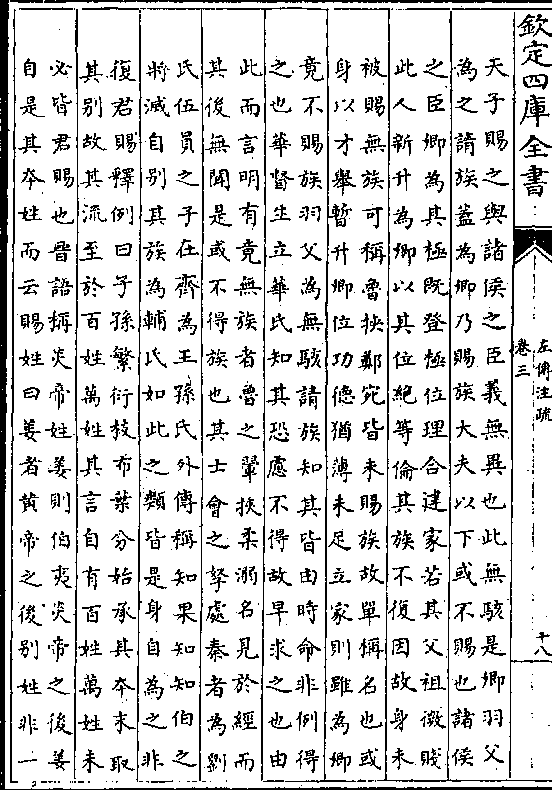 欽定四庫全書
左傳注疏
卷三
十八
天子賜之與諸侯之臣義無異也此無駭是卿羽父
為之請族蓋為卿乃賜族大夫以下或不賜也諸侯
之臣卿為其極既登極位理合建家若其父祖微賤
此人新升為卿以其位絶等倫其族不復因故身未
被賜無族可稱魯挾鄭宛皆未賜族故單稱名也或
身以才舉暫升卿位功德猶薄未足立家則雖為卿
竟不賜族羽父為無駭請族知其皆由時命非例得
之也華督生立華氏知其恐慮不得故早求之也由
此而言明有竟無族者魯之翬挾柔溺名見於經而
其後無聞是或不得族也其士會之孥處秦者為劉
氏伍員之子在齊為王孫氏外傳稱知果知知伯之
將滅自別其族為輔氏如此之類皆是身自為之非
復君賜釋例曰子孫繁衍枝布葉分始承其本末取
其別故其流至於百姓萬姓其言自有百姓萬姓未
必皆君賜也晉語稱炎帝姓姜則伯夷炎帝之後姜
自是其本姓而云賜姓曰姜者黄帝之後別姓非一